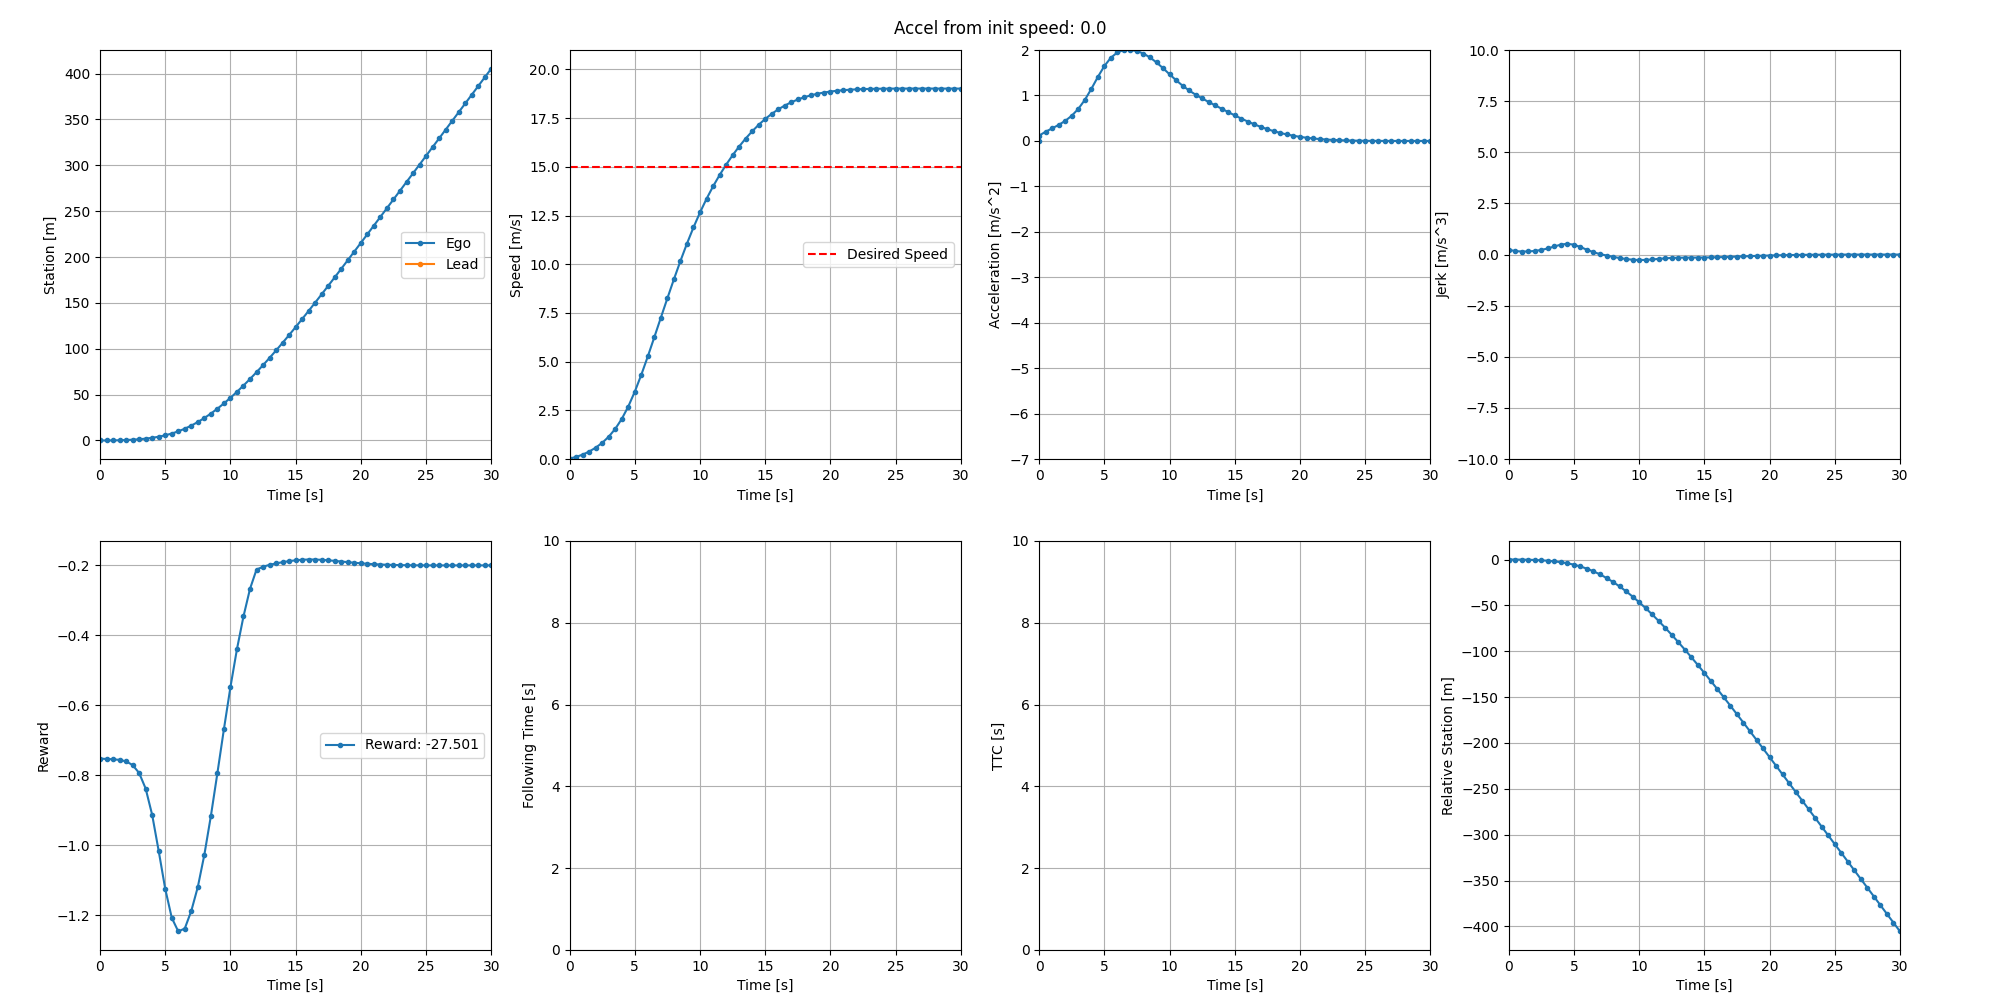 Accel from init speed: 0.0
400
350
300
250
200
150
100
50
0
Station [m]
Ego
Lead
0 5 10 15 20 25 30
Time [s]
20.0
17.5
15.0
12.5
10.0
7.5
5.0
2.5
0.0
Speed [m/s]
Desired Speed
0 5 10 15 20 25 30
Time [s]
2
1
0
−1
−2
−3
−4
−5
−6
−7
Acceleration [m/s^2]
0 5 10 15 20 25 30
Time [s]
10.0
7.5
5.0
2.5
0.0
−2.5
−5.0
−7.5
−10.0
Jerk [m/s^3]
0 5 10 15 20 25 30
Time [s]
−0.2
−0.4
−0.6
−0.8
−1.0
−1.2
Reward
Reward: -27.501
0 5 10 15 20 25 30
Time [s]
10
8
6
4
2
0
Following Time [s]
0 5 10 15 20 25 30
Time [s]
10
8
6
4
2
0
TTC [s]
0 5 10 15 20 25 30
Time [s]
0
−50
−100
−150
−200
−250
−300
−350
−400
Relative Station [m]
0 5 10 15 20 25 30
Time [s]